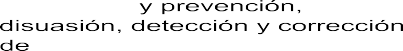 y prevención,
disuasión, detección y corrección
de